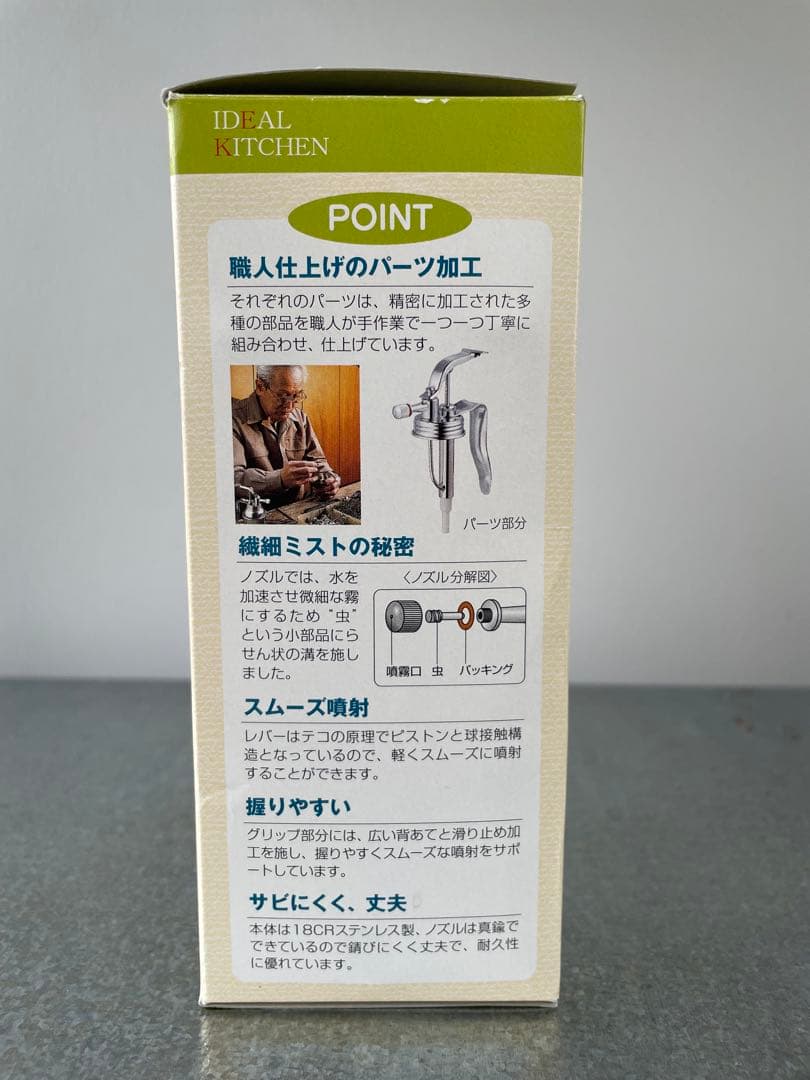 IDEAL
KITCHEN
POINT
職人仕上げのパーツ加工
それぞれのパーツは、精密に加工された多
種の部品を職人が手作業で一つ一つ丁寧に
組み合わせ、仕上げています。
パーツ部分
繊細ミストの秘密
ノズルでは、水を
加速させ微細な霧
にするため“虫”
という小部品にら
せん状の溝を施し
ました。
〈ノズル分解図〉
噴霧口 虫 パッキング
スムーズ噴射
レバーはテコの原理でピストンと球接触構
造となっているので、軽くスムーズに噴射
することができます。
握りやすい
グリップ部分には、広い背あてと滑り止め加
工を施し、握りやすくスムーズな噴射をサポ
ートしています。
サビにくく、丈夫
本体は18CRステンレス製、ノズルは真鍮で
できているので錆びにくく丈夫で、耐久性
に優れています。